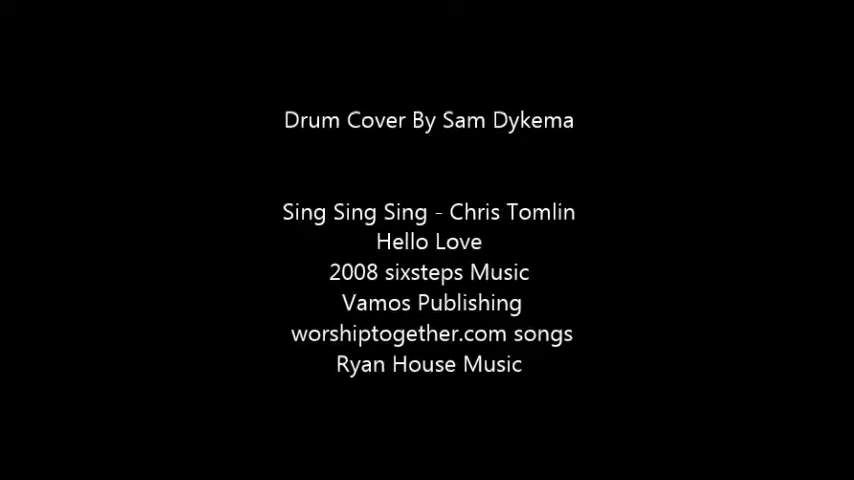 Drum Cover By Sam Dykema
Sing Sing Sing - Chris Tomlin
Hello Love
2008 sixsteps Music
Vamos Publishing
worshiptogether.com songs
Ryan House Music